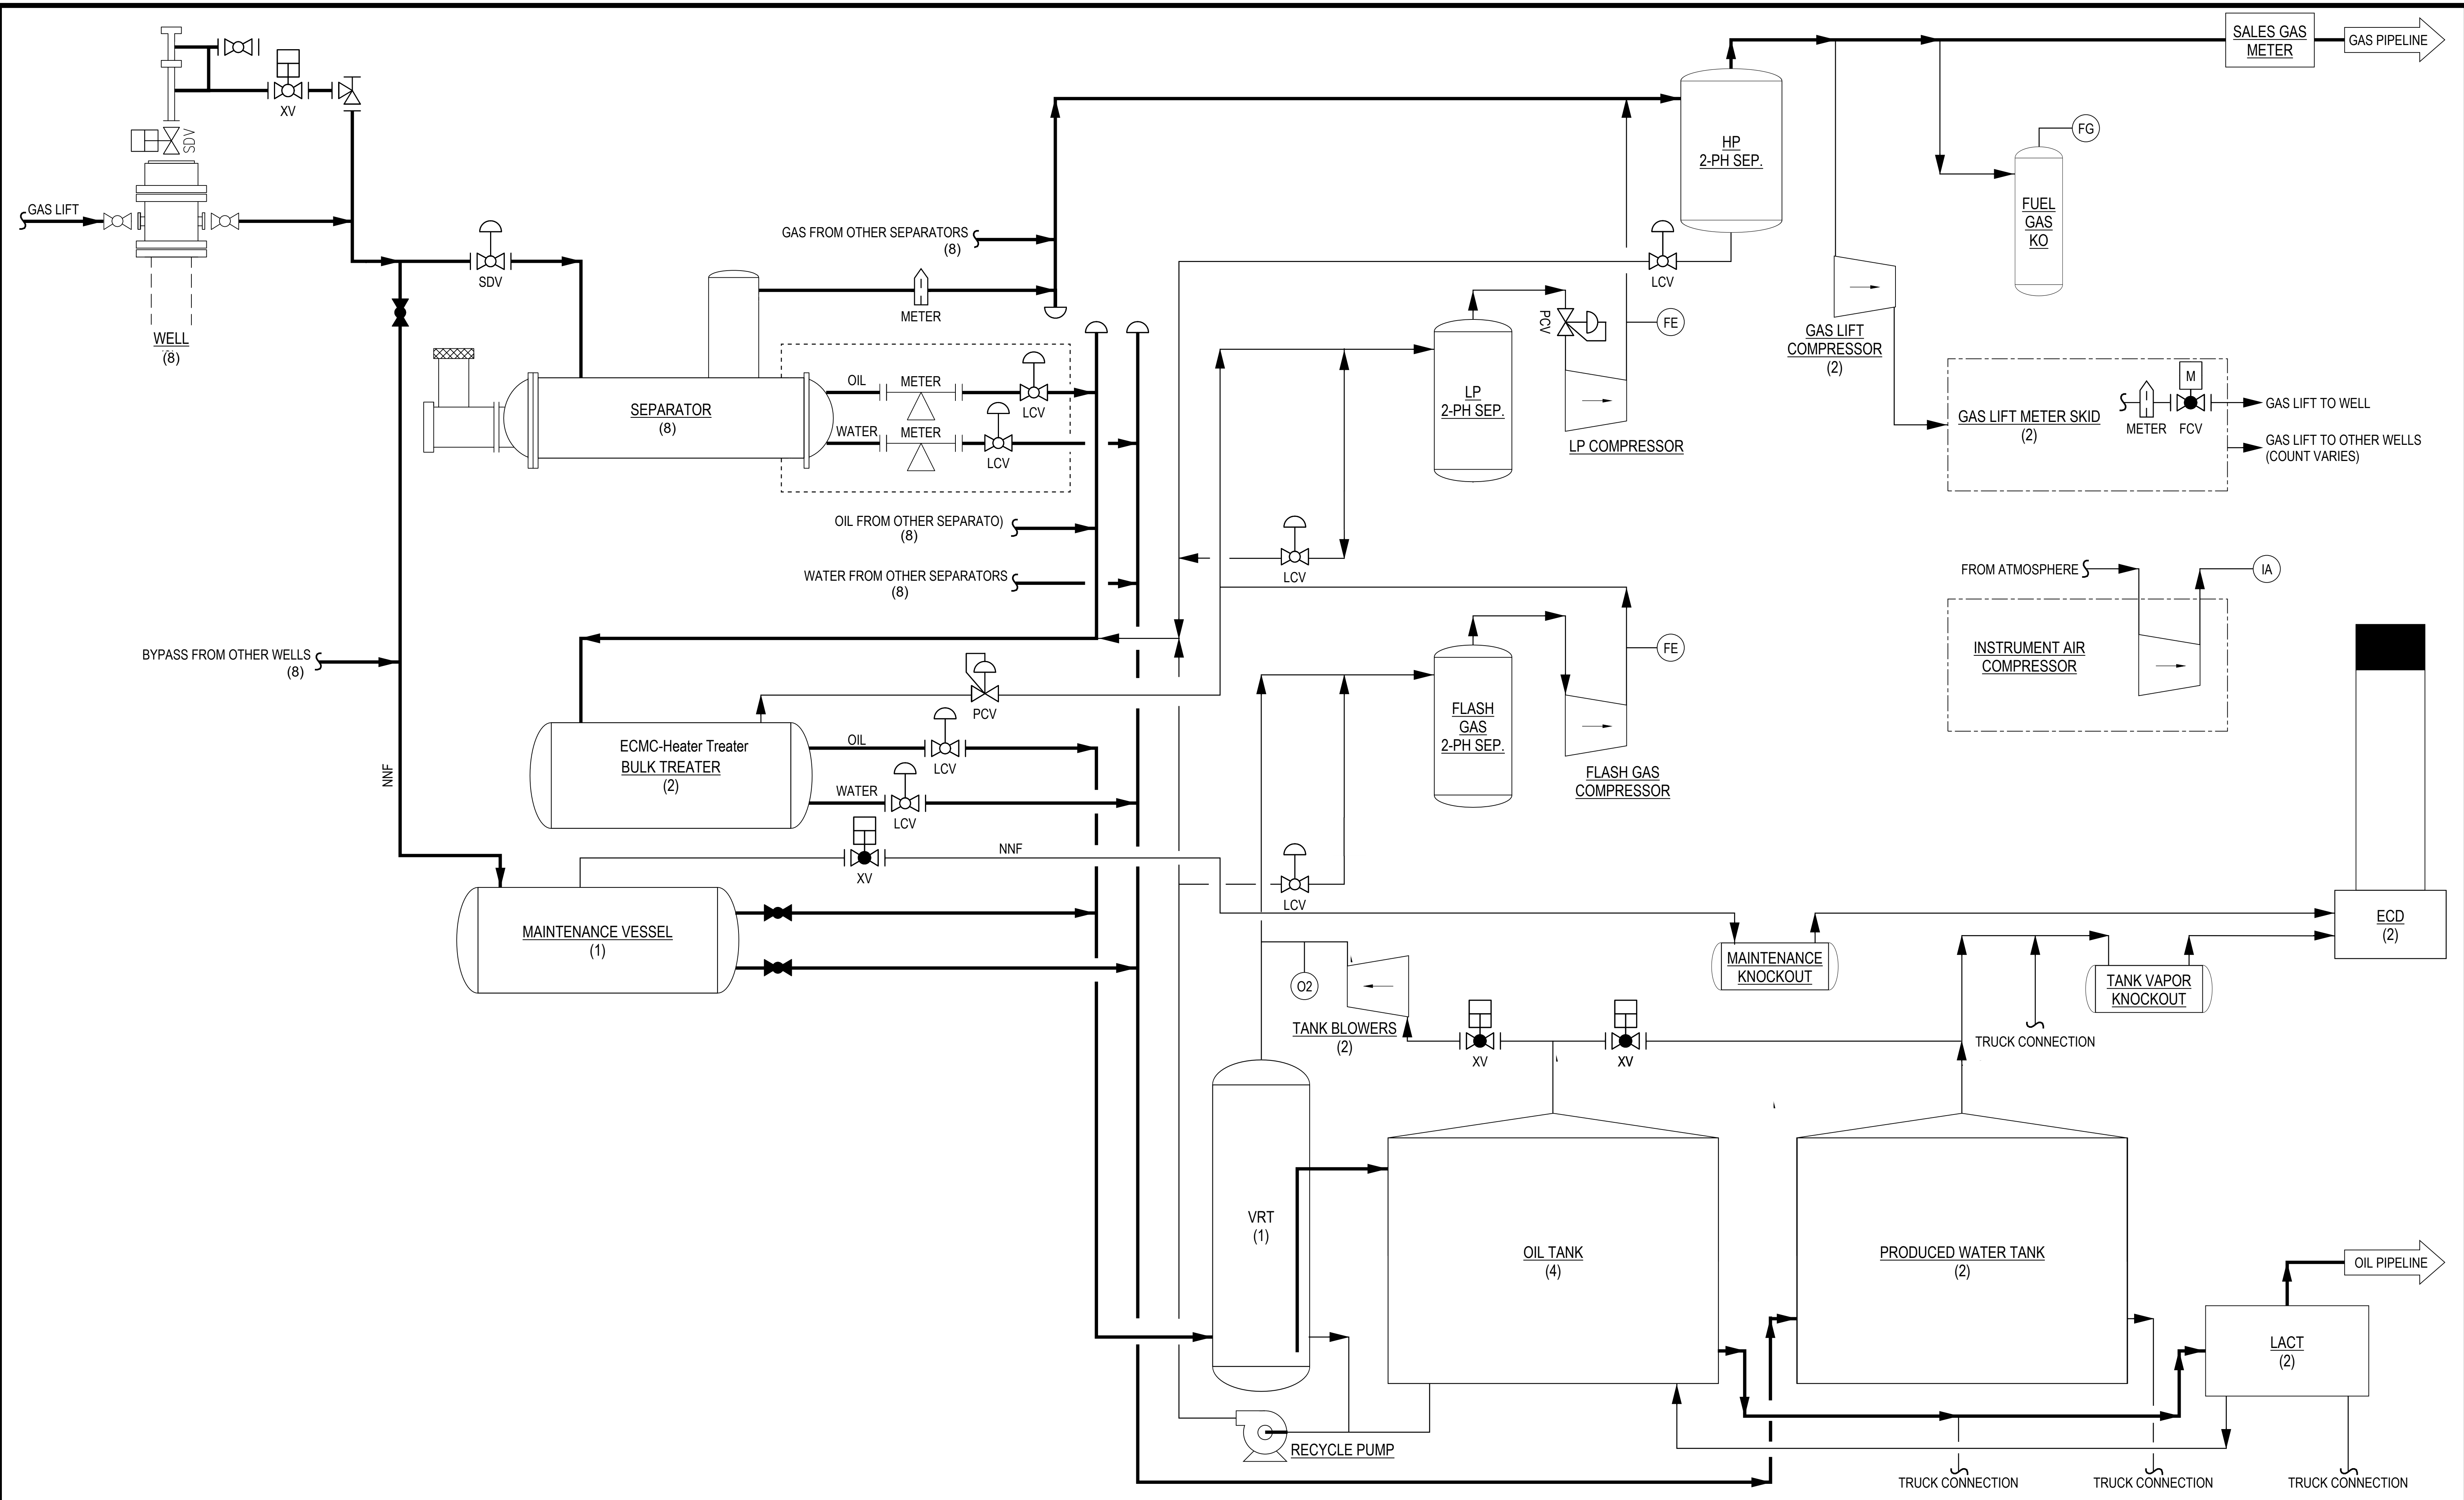 SALES GAS
METER
GAS PIPELINE
XV
SDV
GAS LIFT
WELL
(8)
SDV
GAS FROM OTHER SEPARATORS
(8)
METER
HP
2-PH SEP.
LCV
FG
FUEL
GAS
KO
GAS LIFT
COMPRESSOR
(2)
PCV
FE
LP
2-PH SEP.
LP COMPRESSOR
SEPARATOR
(8)
OIL
METER
LCV
WATER
METER
LCV
GAS LIFT METER SKID
(2)
M
METER
FCV
GAS LIFT TO WELL
GAS LIFT TO OTHER WELLS
(COUNT VARIES)
OIL FROM OTHER SEPARATO)
(8)
WATER FROM OTHER SEPARATORS
(8)
LCV
FROM ATMOSPHERE
IA
INSTRUMENT AIR
COMPRESSOR
BYPASS FROM OTHER WELLS
(8)
NNF
PCV
ECMC-Heater Treater
BULK TREATER
(2)
OIL
LCV
WATER
LCV
FLASH
GAS
2-PH SEP.
FE
FLASH GAS
COMPRESSOR
XV
NNF
LCV
MAINTENANCE VESSEL
(1)
MAINTENANCE
KNOCKOUT
ECD
(2)
TANK VAPOR
KNOCKOUT
O2
TANK BLOWERS
(2)
XV
XV
TRUCK CONNECTION
VRT
(1)
OIL TANK
(4)
PRODUCED WATER TANK
(2)
OIL PIPELINE
LACT
(2)
RECYCLE PUMP
TRUCK CONNECTION
TRUCK CONNECTION
TRUCK CONNECTION